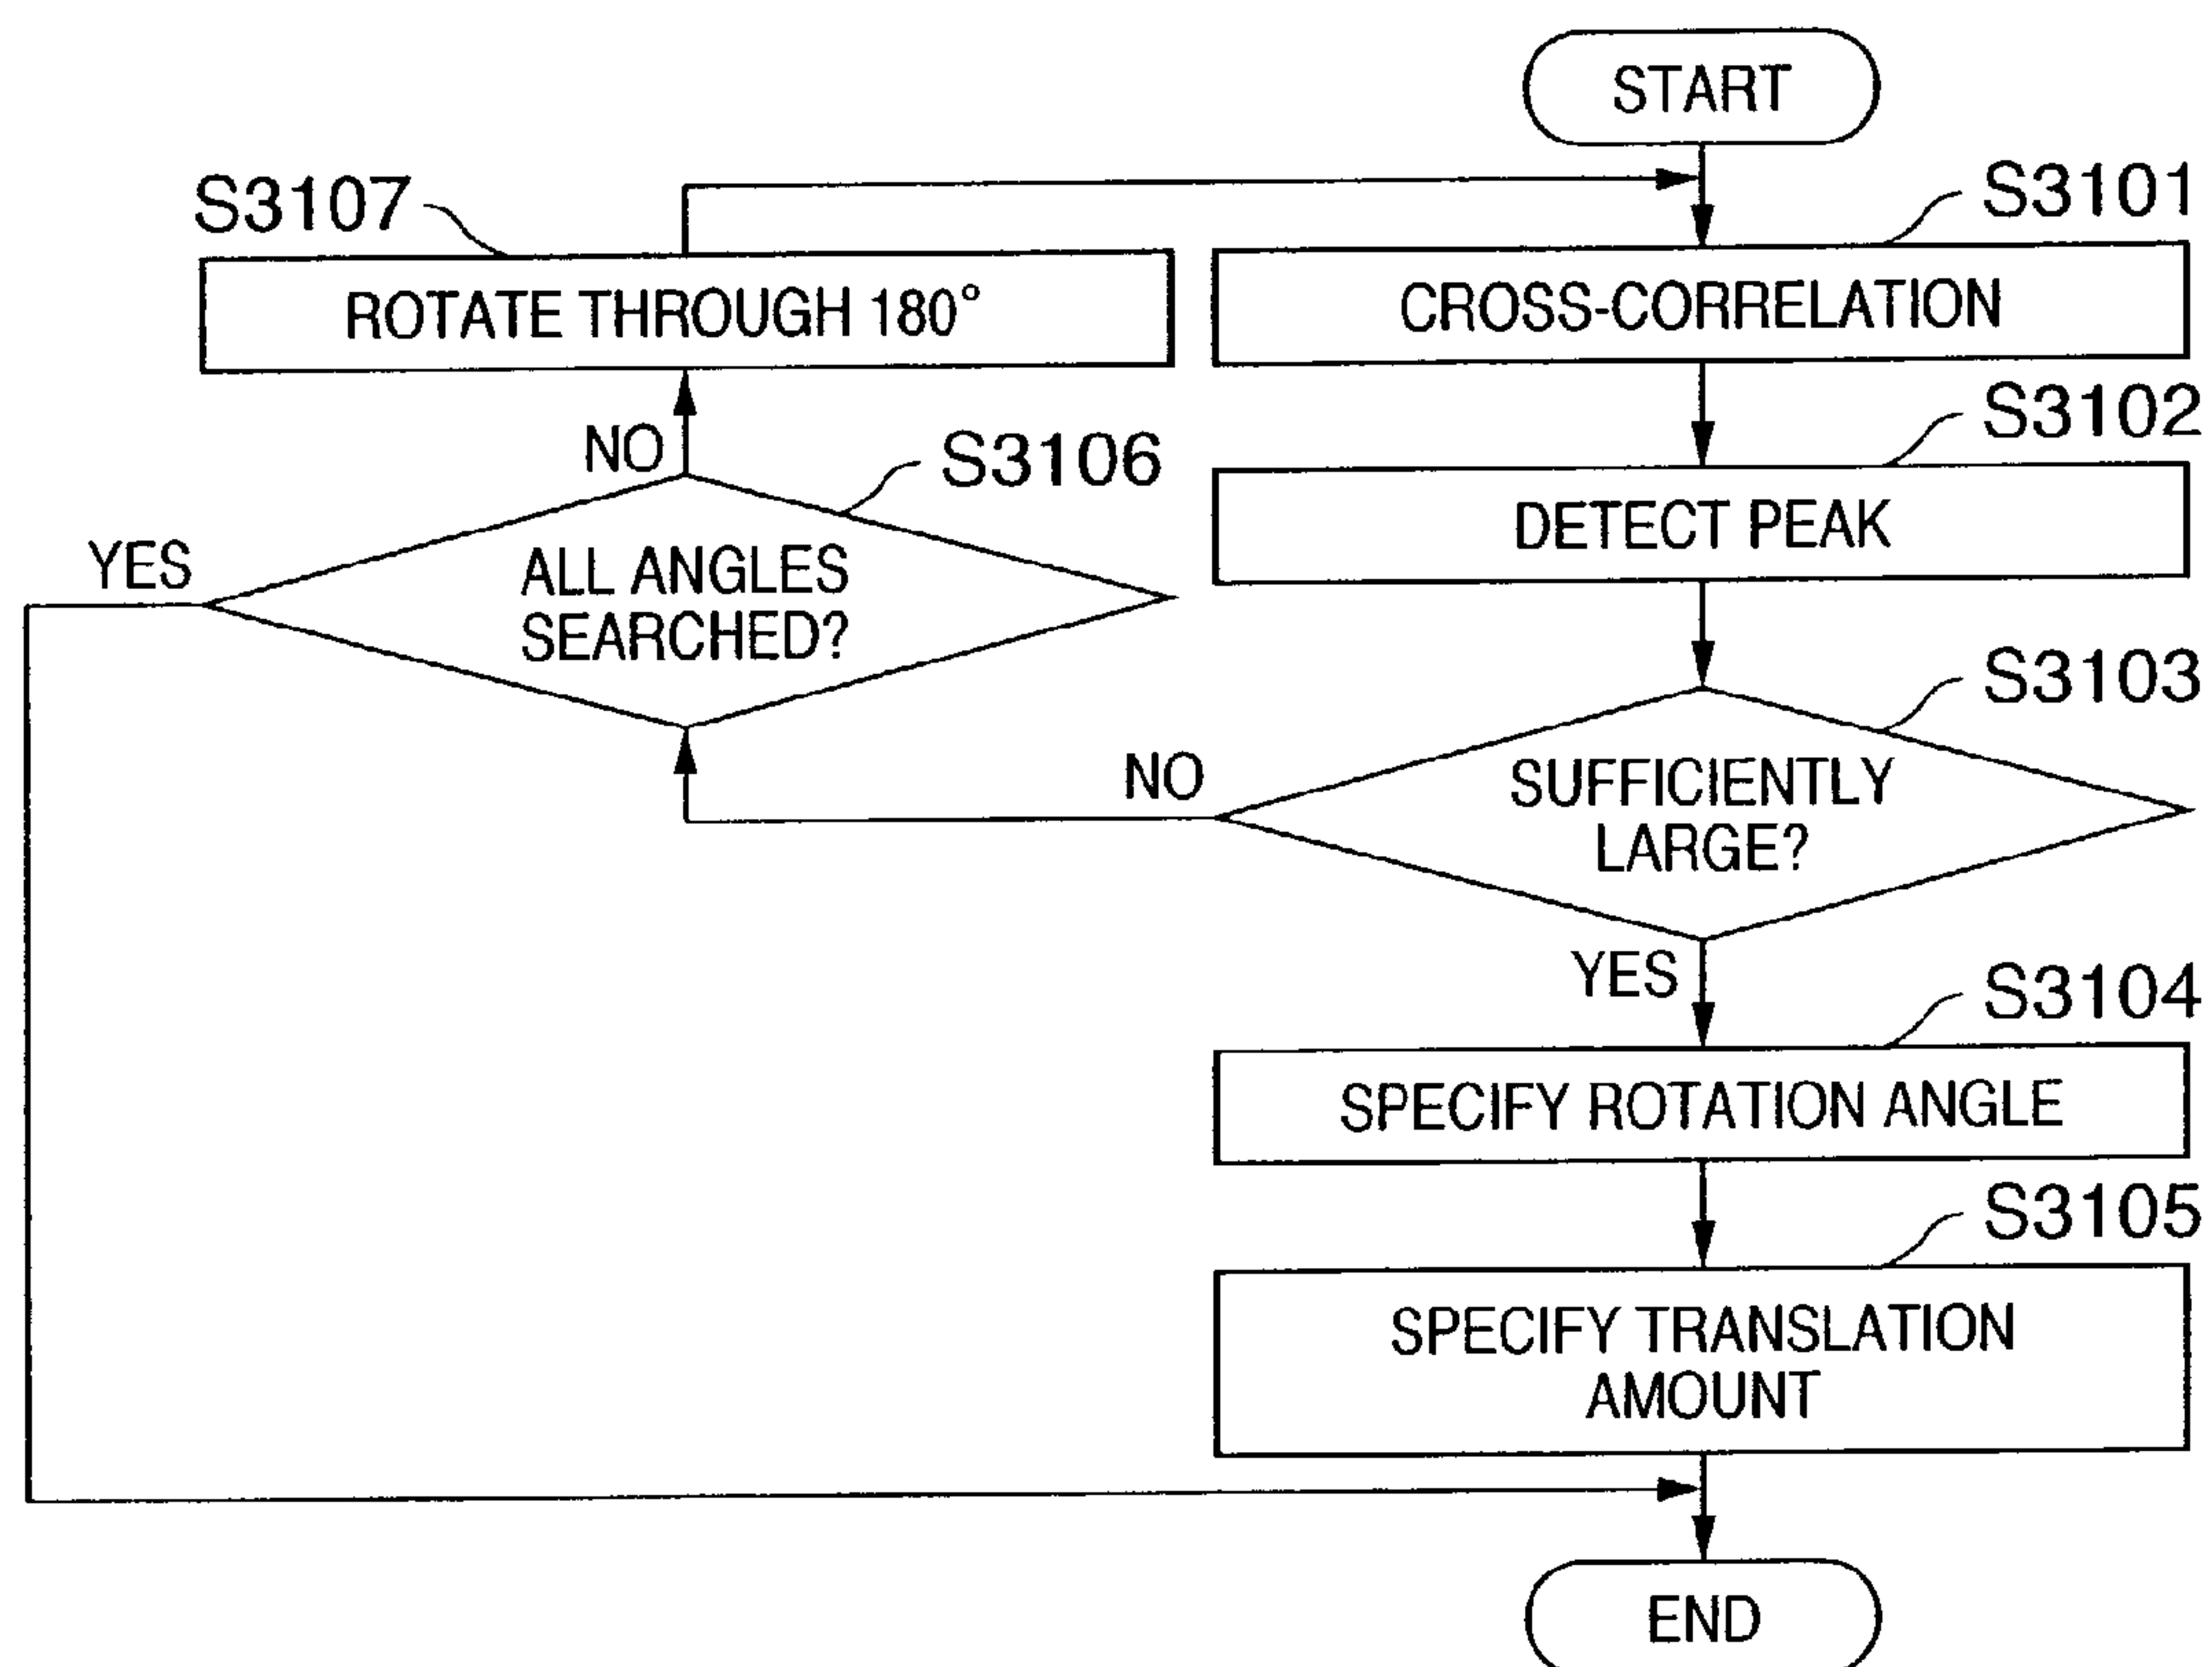 START
S3101
S3107
ROTATE THROUGH 180°
CROSS-CORRELATION
S3102
NO
S3106
DETECT PEAK
YES
ALL ANGLES
SEARCHED?
S3103
NO
SUFFICIENTLY
LARGE?
YES
S3104
SPECIFY ROTATION ANGLE
S3105
SPECIFY TRANSLATION
AMOUNT
END